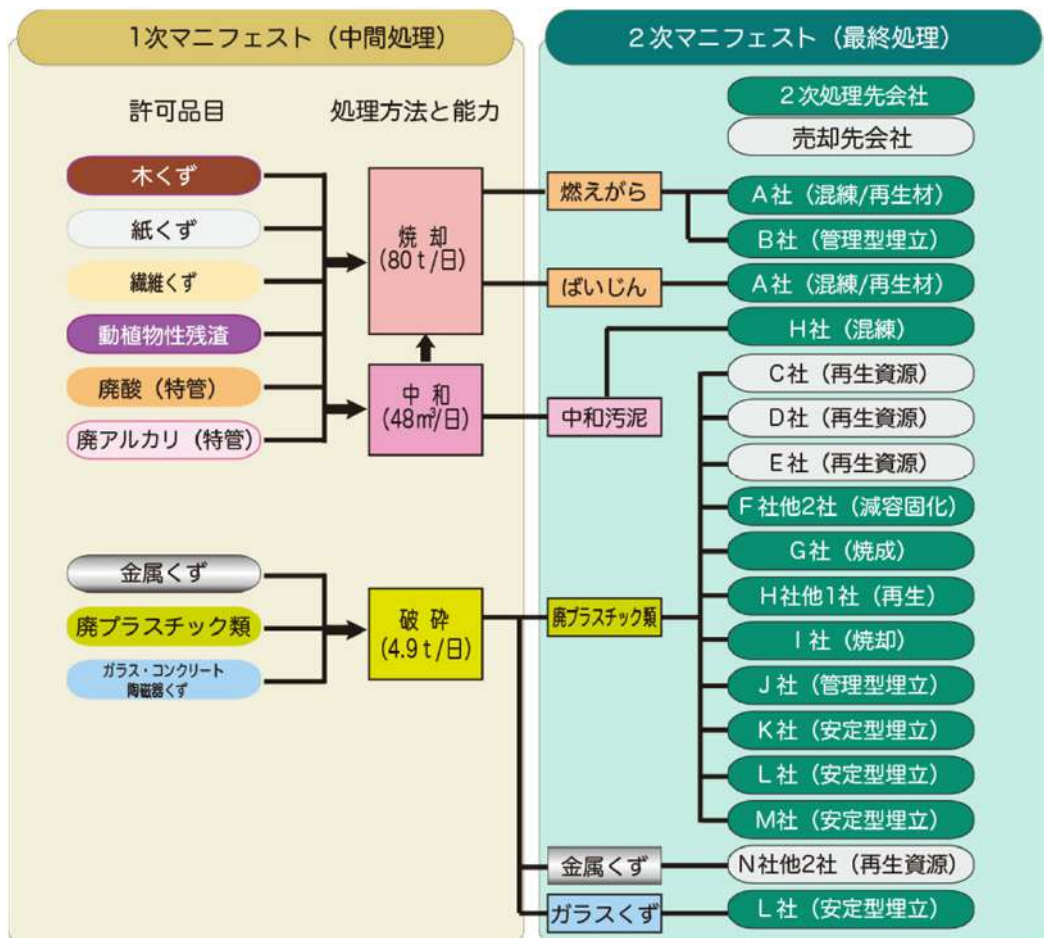 1次マニフェスト（中間処理）
2次マニフェスト（最終処理）
許可品目
処理方法と能力
木くず
紙くず
繊維くず
動植物性残渣
廃酸（特管）
廃アルカリ（特管）
金属くず
廃プラスチック類
ガラス・コンクリート
陶磁器くず
焼却
(80t/日)
中和
(48㎥/日)
破砕
(4.9t/日)
2次処理先会社
売却先会社
燃えがら
ばいじん
中和汚泥
廃プラスチック類
金属くず
ガラスくず
A社（混練/再生材）
B社（管理型埋立）
A社（混練/再生材）
H社（混練）
C社（再生資源）
D社（再生資源）
E社（再生資源）
F社他2社（減容固化）
G社（焼成）
H社他1社（再生）
I社（焼却）
J社（管理型埋立）
K社（安定型埋立）
L社（安定型埋立）
M社（安定型埋立）
N社他2社（再生資源）
L社（安定型埋立）